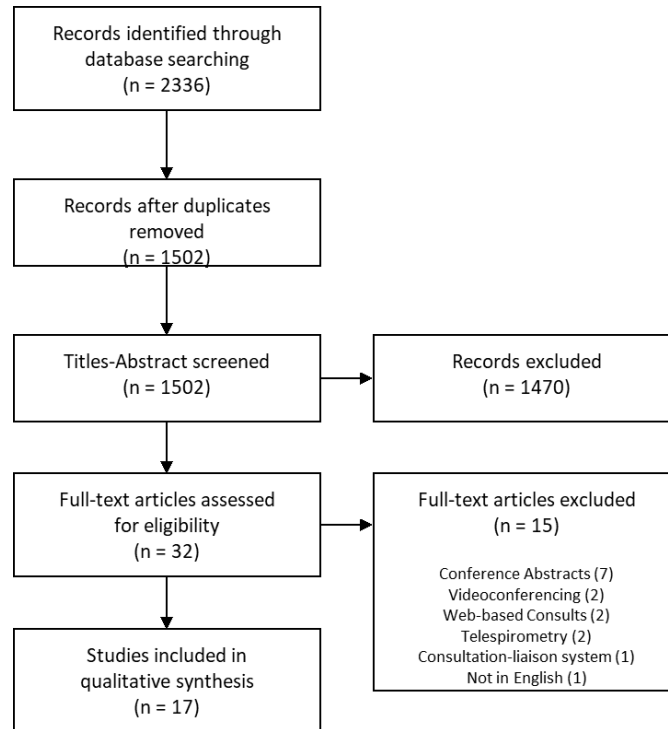 Records identified through
database searching
(n = 2336)
Records after duplicates
removed
(n = 1502)
Titles-Abstract screened
(n = 1502)
Records excluded
(n = 1470)
Full-text articles assessed
for eligibility
(n = 32)
Full-text articles excluded
(n = 15)
Conference Abstracts (7)
Videoconferencing (2)
Web-based Consults (2)
Telespirometry (2)
Consultation-liaison system (1)
Not in English (1)
Studies included in
qualitative synthesis
(n = 17)